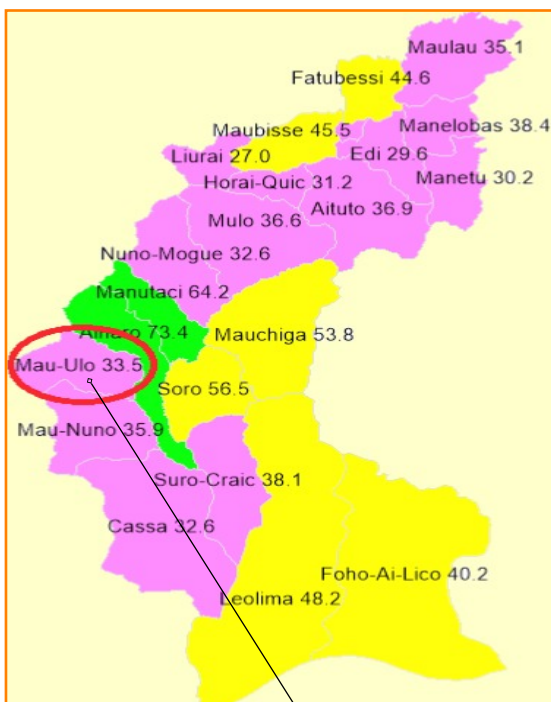 Maulau 35.1
Fatubessi 44.6
Maubisse 45.5
Manelobas 38.4
Liurai 27.0
Edi 29.6
Horai-Quic 31.2
Manetu 30.2
Mulo 36.6
Aituto 36.9
Nuno-Mogue 32.6
Manutaci 64.2
Ainaro 73.4
Mauchiga 53.8
Mau-Ulo 33.5
Soro 56.5
Mau-Nuno 35.9
Suro-Craic 38.1
Cassa 32.6
Foho-Ai-Lico 40.2
Leolima 48.2